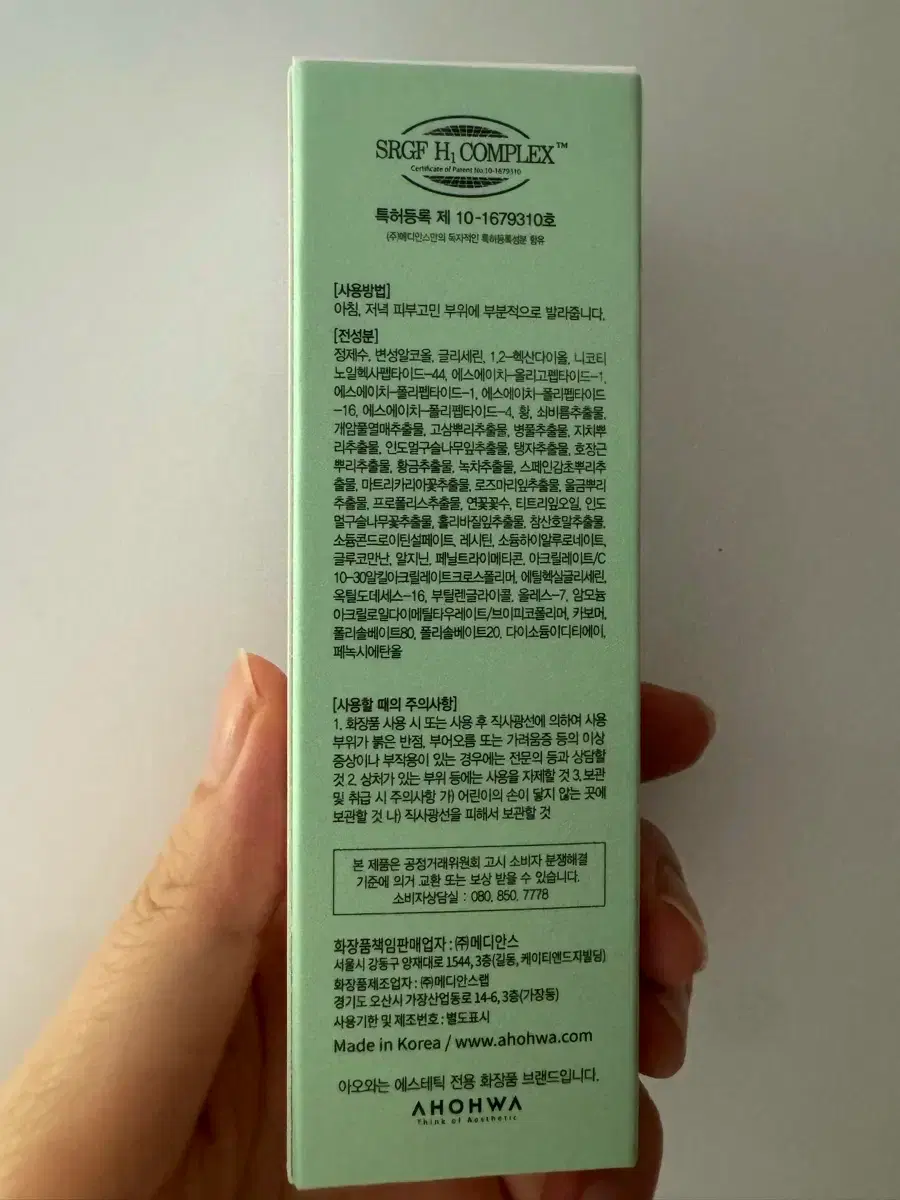 SRGF H₁ COMPLEX™
Certificate of Patent No.10-1679310
특허등록 제 10-1679310호
(주)메디안스만의 독자적인 특허등록성분 함유
[사용방법]
아침, 저녁 피부고민 부위에 부분적으로 발라줍니다.
[전성분]
정제수, 변성알코올, 글리세린, 1,2-헥산다이올, 니코티
노일헥사펩타이드-44, 에스에이치-올리고펩타이드-1,
에스에이치-폴리펩타이드-1, 에스에이치-폴리펩타이드
-16, 에스에이치-폴리펩타이드-4, 황, 쇠비름추출물,
개암풀열매추출물, 고삼뿌리추출물, 병풀추출물, 지치뿌
리추출물, 인도멀구슬나무잎추출물, 탱자추출물, 호장근
뿌리추출물, 황금추출물, 녹차추출물, 스페인감초뿌리추
출물, 마트리카리아꽃추출물, 로즈마리잎추출물, 울금뿌리
추출물, 프로폴리스추출물, 연꽃꽃수, 티트리잎오일, 인도
멀구슬나무꽃추출물, 홀리바질잎추출물, 참산호말추출물,
소듐콘드로이틴설페이트, 레시틴, 소듐하이알루로네이트,
글루코만난, 알지닌, 페닐트라이메티콘, 아크릴레이트/C
10-30알킬아크릴레이트크로스폴리머, 에틸헥실글리세린,
옥틸도데세스-16, 부틸렌글라이콜, 올레스-7, 암모늄
아크릴로일다이메틸타우레이트/브이피코폴리머, 카보머,
폴리솔베이트80, 폴리솔베이트20, 다이소듐이디티에이,
페녹시에탄올
[사용할 때의 주의사항]
1. 화장품 사용 시 또는 사용 후 직사광선에 의하여 사용
부위가 붉은 반점, 부어오름 또는 가려움증 등의 이상
증상이나 부작용이 있는 경우에는 전문의 등과 상담할
것 2. 상처가 있는 부위 등에는 사용을 자제할 것 3. 보관
및 취급 시 주의사항 가) 어린이의 손이 닿지 않는 곳에
보관할 것 나) 직사광선을 피해서 보관할 것
본 제품은 공정거래위원회 고시 소비자 분쟁해결
기준에 의거 교환 또는 보상 받을 수 있습니다.
소비자상담실 : 080. 850. 7778
화장품책임판매업자 : ㈜메디안스
서울시 강동구 양재대로 1544, 3층(길동, 케이티앤드지빌딩)
화장품제조업자 : ㈜메디안스랩
경기도 오산시 가장산업동로 14-6, 3층(가장동)
사용기한 및 제조번호 : 별도표시
Made in Korea / www.ahohwa.com
아오와는 에스테틱 전용 화장품 브랜드입니다.
AHOHWA
Think of Aesthetic